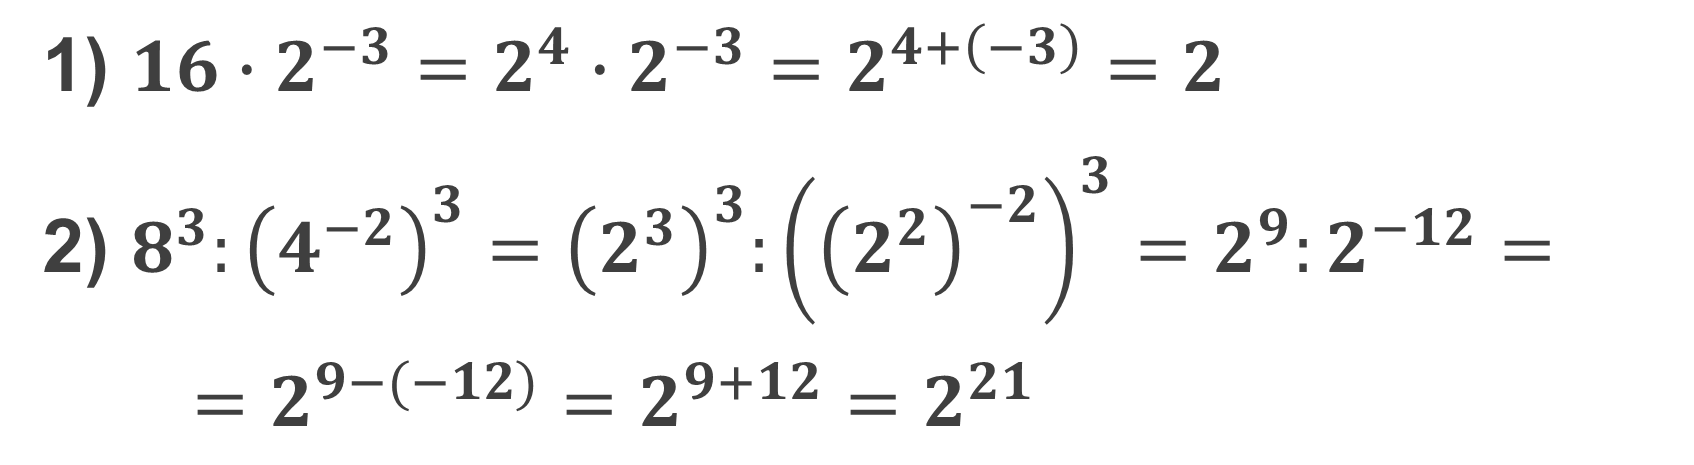 1) 16 · 2⁻³ = 2⁴ · 2⁻³ = 2⁴⁺⁽⁻³⁾ = 2
2) 8³ : (4⁻²)³ = (2³)³ : ((2²)⁻²)³ = 2⁹ : 2⁻¹² =
= 2⁹⁻⁽⁻¹²⁾ = 2⁹⁺¹² = 2²¹